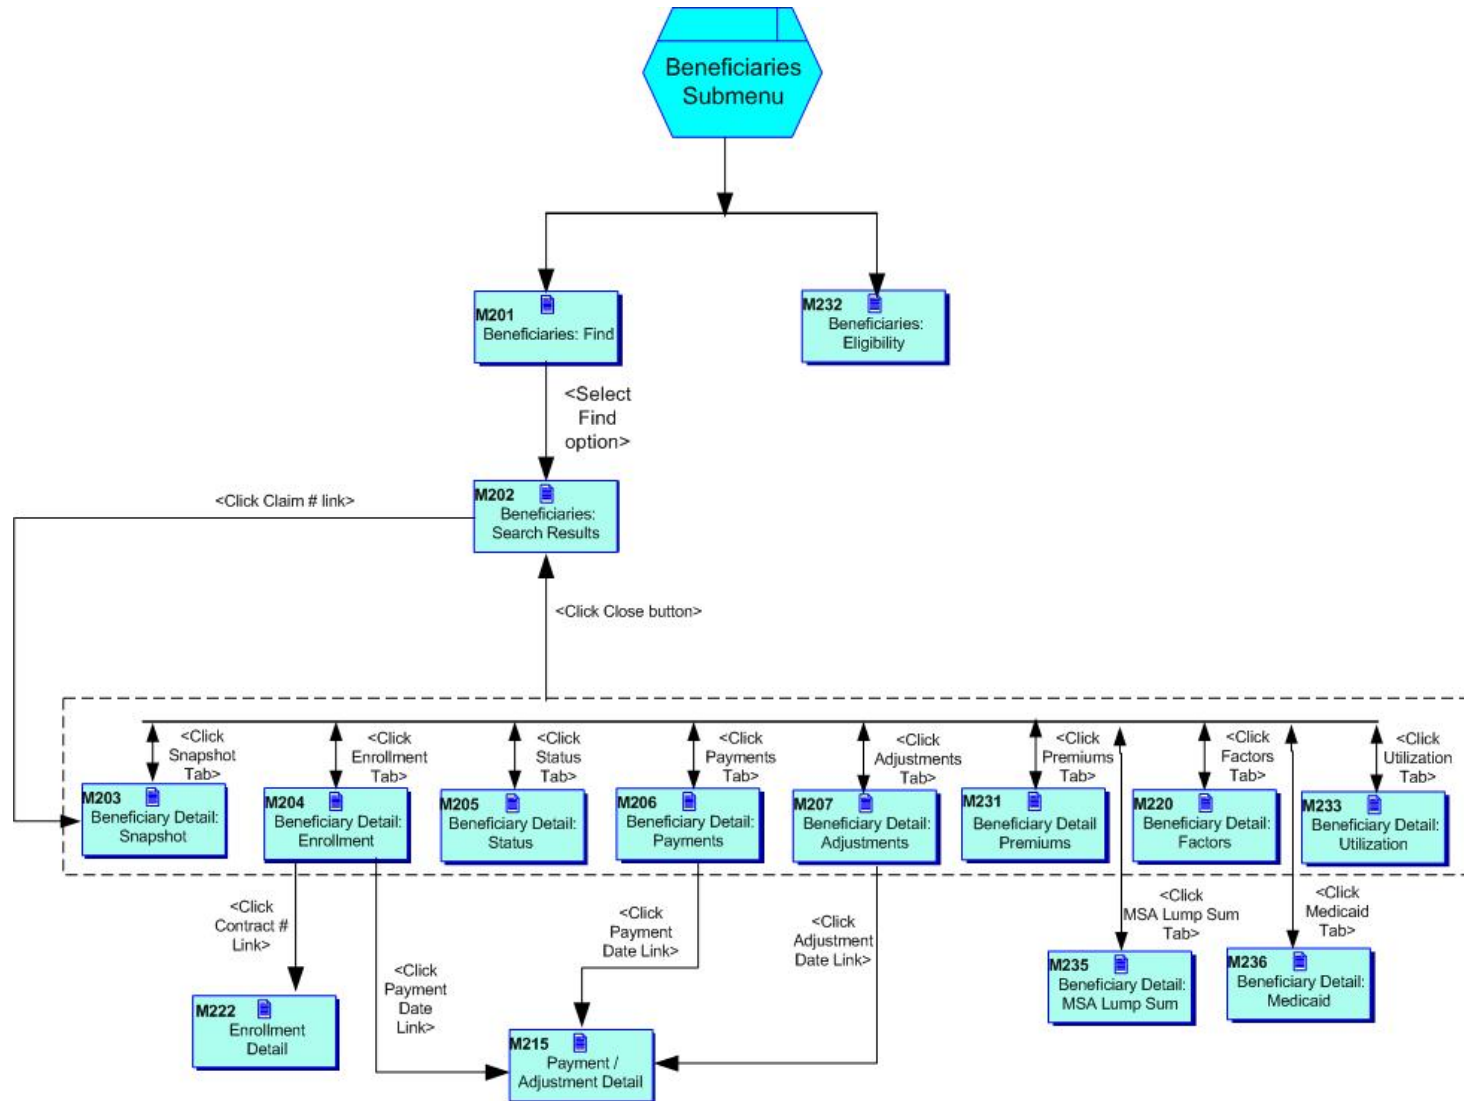 Beneficiaries
Submenu
M201
Beneficiaries: Find
M232
Beneficiaries:
Eligibility
<Select
Find
option>
<Click Claim # link>
M202
Beneficiaries:
Search Results
<Click Close button>
<Click
Snapshot
Tab>
<Click
Enrollment
Tab>
<Click
Status
Tab>
<Click
Payments
Tab>
<Click
Adjustments
Tab>
<Click
Premiums
Tab>
<Click
Factors
Tab>
<Click
Utilization
Tab>
M203
Beneficiary Detail:
Snapshot
M204
Beneficiary Detail:
Enrollment
M205
Beneficiary Detail:
Status
M206
Beneficiary Detail:
Payments
M207
Beneficiary Detail:
Adjustments
M231
Beneficiary Detail
Premiums
M220
Beneficiary Detail:
Factors
M233
Beneficiary Detail:
Utilization
<Click
Contract #
Link>
<Click
Payment
Date
Link>
<Click
Payment
Date Link>
<Click
Adjustment
Date Link>
<Click
MSA Lump Sum
Tab>
<Click
Medicaid
Tab>
M235
Beneficiary Detail:
MSA Lump Sum
M236
Beneficiary Detail:
Medicaid
M222
Enrollment
Detail
M215
Payment /
Adjustment Detail